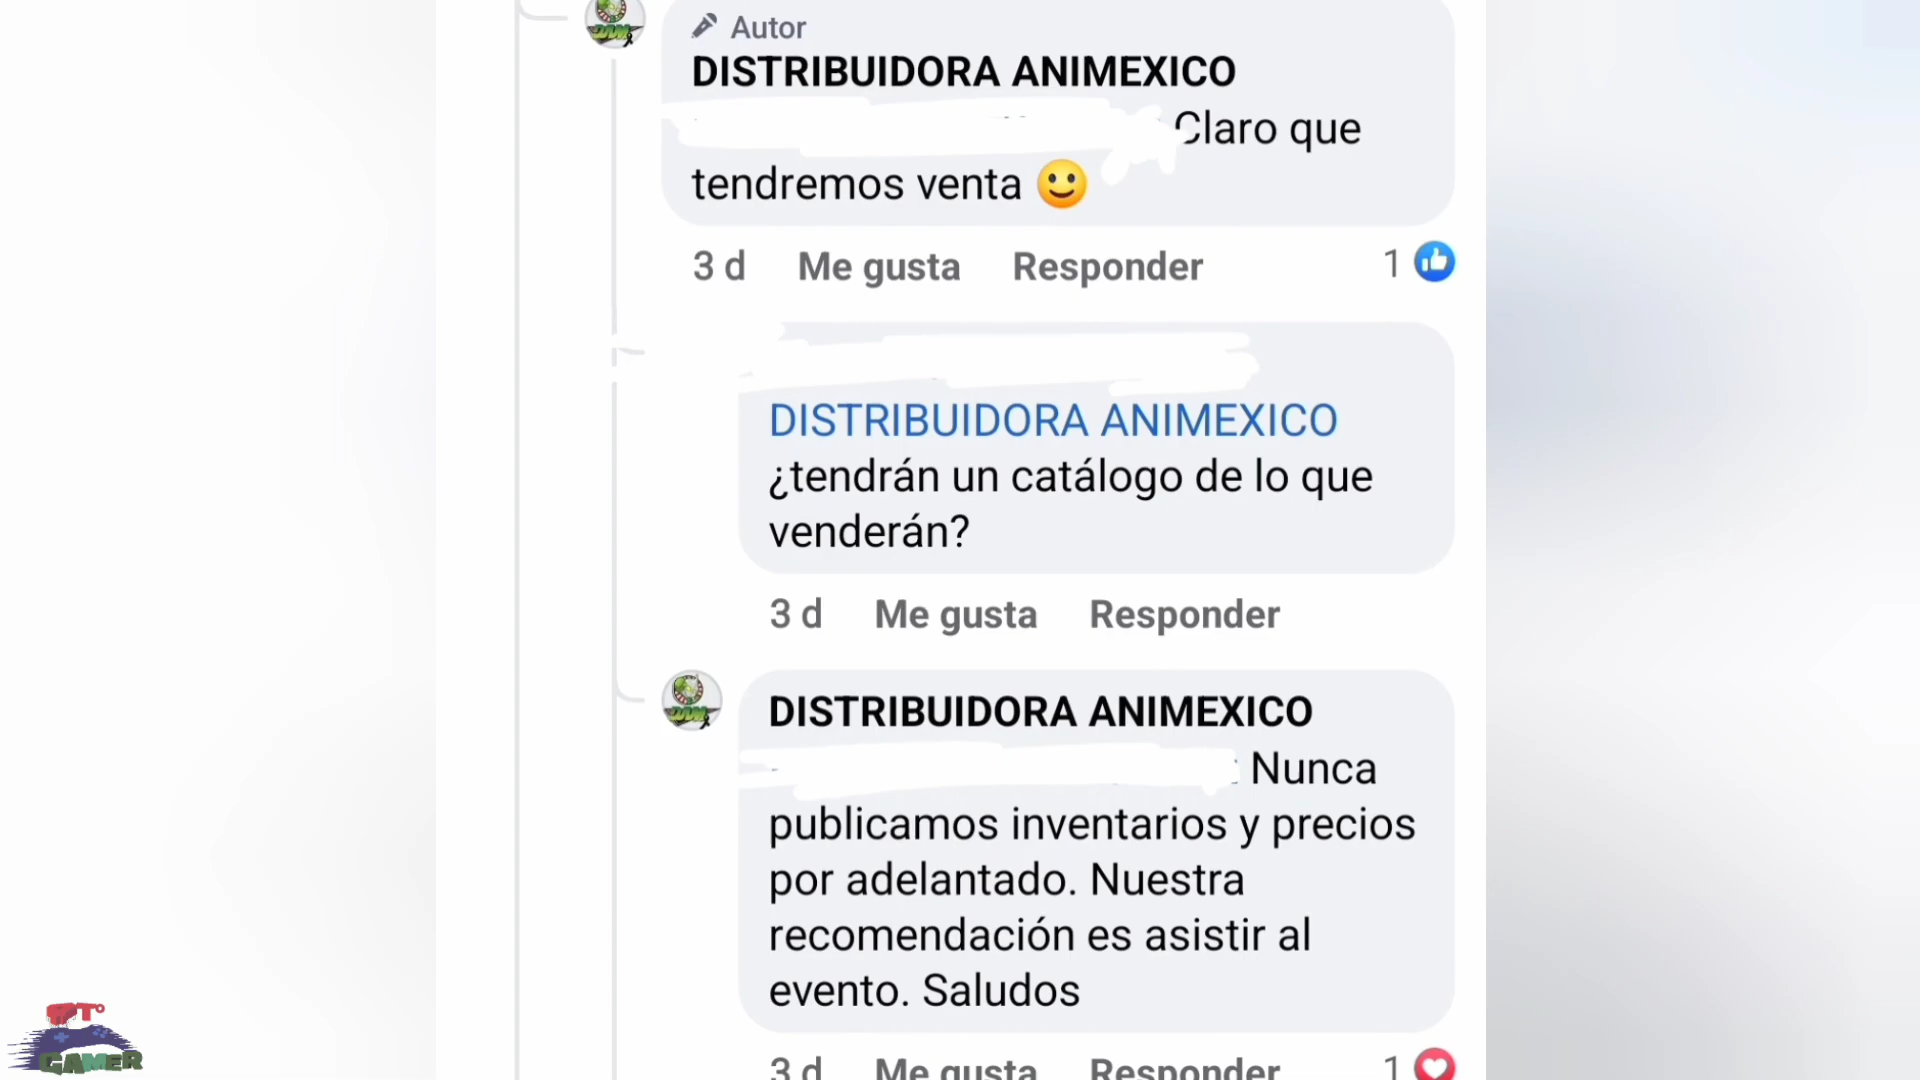 Autor
DISTRIBUIDORA ANIMEXICO
Claro que
tendremos venta
3 d Me gusta Responder 1
DISTRIBUIDORA ANIMEXICO
¿tendrán un catálogo de lo que
venderán?
3 d Me gusta Responder
DISTRIBUIDORA ANIMEXICO
Nunca
publicamos inventarios y precios
por adelantado. Nuestra
recomendación es asistir al
evento. Saludos
3 d Me gusta Responder 1
GAMER